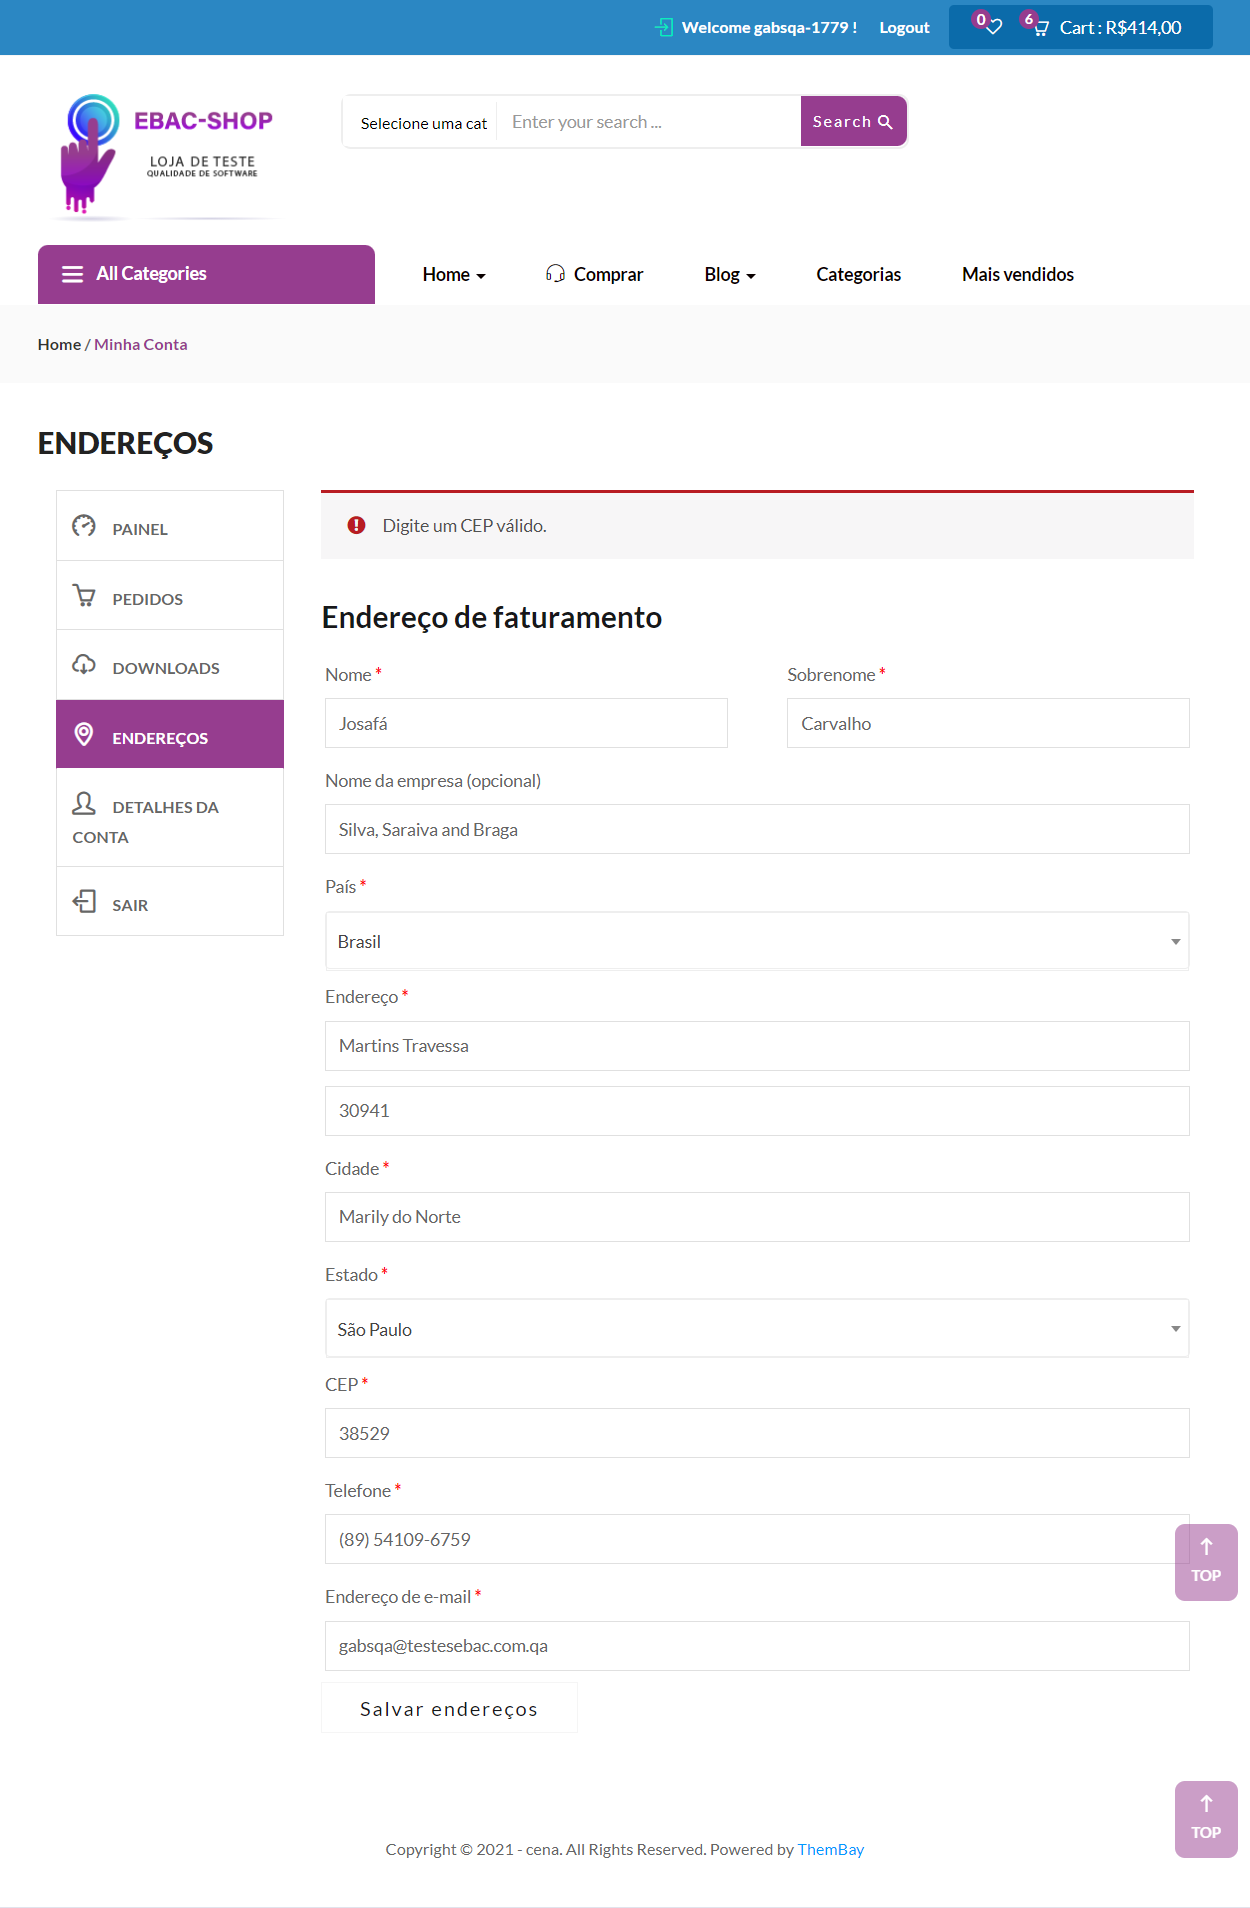 Welcome gabsqa-1779 !
Logout
0
6
Cart : R$414,00
EBAC-SHOP
LOJA DE TESTE
QUALIDADE DE SOFTWARE
Selecione uma cat
Enter your search ...
Search
All Categories
Home
Comprar
Blog
Categorias
Mais vendidos
Home / Minha Conta
ENDEREÇOS
PAINEL
PEDIDOS
DOWNLOADS
ENDEREÇOS
DETALHES DA
CONTA
SAIR
Digite um CEP válido.
Endereço de faturamento
Nome *
Sobrenome *
Josafá
Carvalho
Nome da empresa (opcional)
Silva, Saraiva and Braga
País *
Brasil
Endereço *
Martins Travessa
30941
Cidade *
Marily do Norte
Estado *
São Paulo
CEP *
38529
Telefone *
(89) 54109-6759
TOP
Endereço de e-mail *
gabsqa@testesebac.com.qa
Salvar endereços
TOP
Copyright © 2021 - cena. All Rights Reserved. Powered by ThemBay